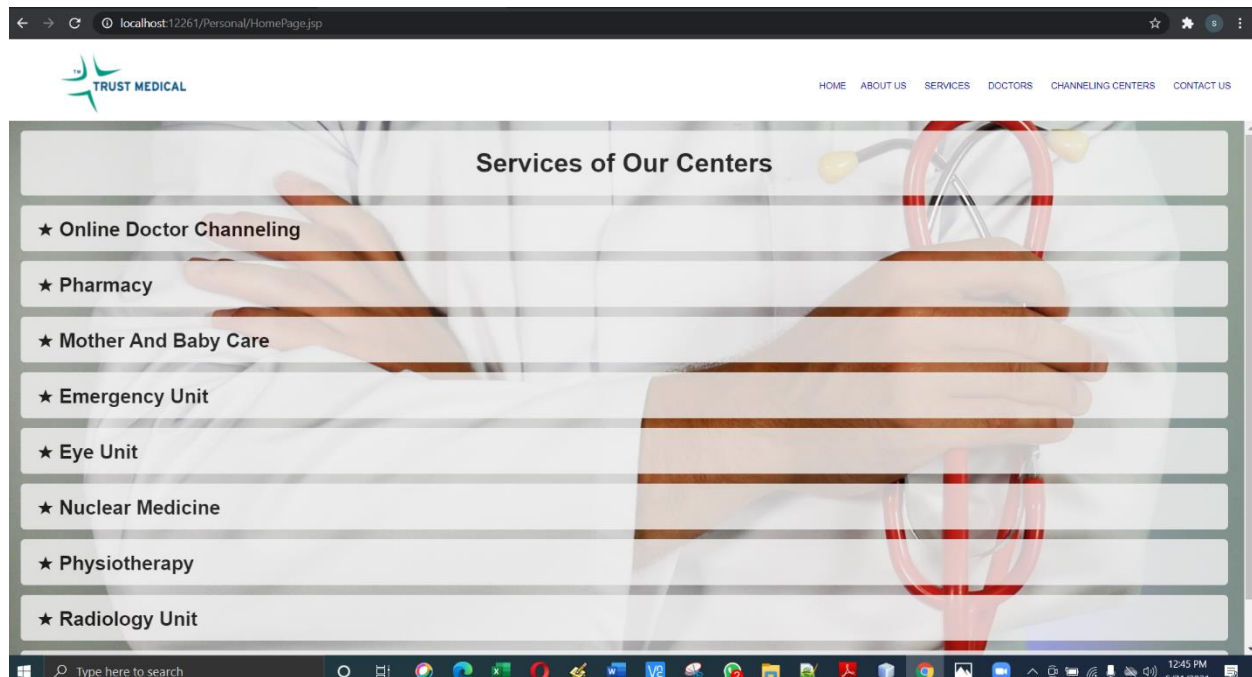 localhost:12261/Personal/HomePage.jsp
s
TM
TRUST MEDICAL
HOME ABOUT US SERVICES DOCTORS CHANNELING CENTERS CONTACT US
Services of Our Centers
★ Online Doctor Channeling
★ Pharmacy
★ Mother And Baby Care
★ Emergency Unit
★ Eye Unit
★ Nuclear Medicine
★ Physiotherapy
★ Radiology Unit
Type here to search
12:45 PM